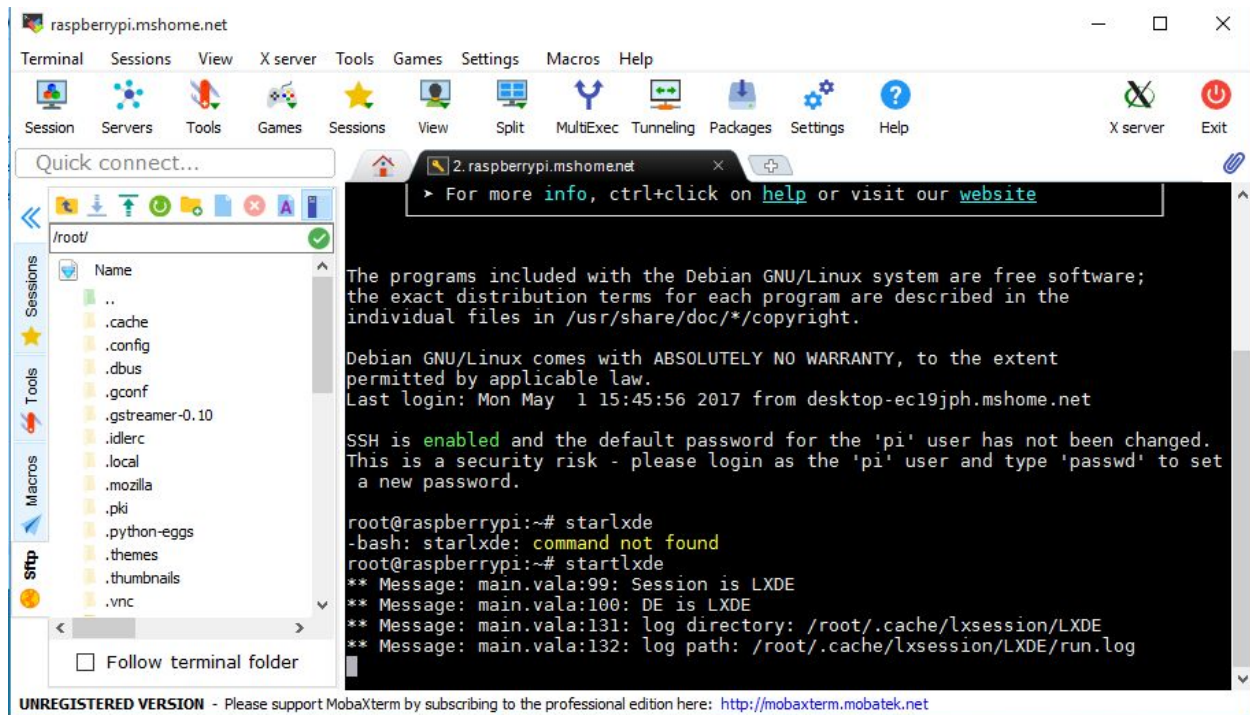 raspberrypi.mshome.net
Terminal Sessions View X server Tools Games Settings Macros Help
Session Servers Tools Games Sessions View Split MultiExec Tunneling Packages Settings Help X server Exit
Quick connect...
2. raspberrypi.mshome.net
/root/
Name
..
.cache
.config
.dbus
.gconf
.gstreamer-0.10
.idlerc
.local
.mozilla
.pki
.python-eggs
.themes
.thumbnails
.vnc
Follow terminal folder
Sessions
Tools
Macros
Sftp
➤ For more info, ctrl+click on help or visit our website
The programs included with the Debian GNU/Linux system are free software;
the exact distribution terms for each program are described in the
individual files in /usr/share/doc/*/copyright.
Debian GNU/Linux comes with ABSOLUTELY NO WARRANTY, to the extent
permitted by applicable law.
Last login: Mon May  1 15:45:56 2017 from desktop-ec19jph.mshome.net
SSH is enabled and the default password for the 'pi' user has not been changed.
This is a security risk - please login as the 'pi' user and type 'passwd' to set
 a new password.
root@raspberrypi:~# starlxde
-bash: starlxde: command not found
root@raspberrypi:~# startlxde
** Message: main.vala:99: Session is LXDE
** Message: main.vala:100: DE is LXDE
** Message: main.vala:131: log directory: /root/.cache/lxsession/LXDE
** Message: main.vala:132: log path: /root/.cache/lxsession/LXDE/run.log
UNREGISTERED VERSION - Please support MobaXterm by subscribing to the professional edition here: http://mobaxterm.mobatek.net